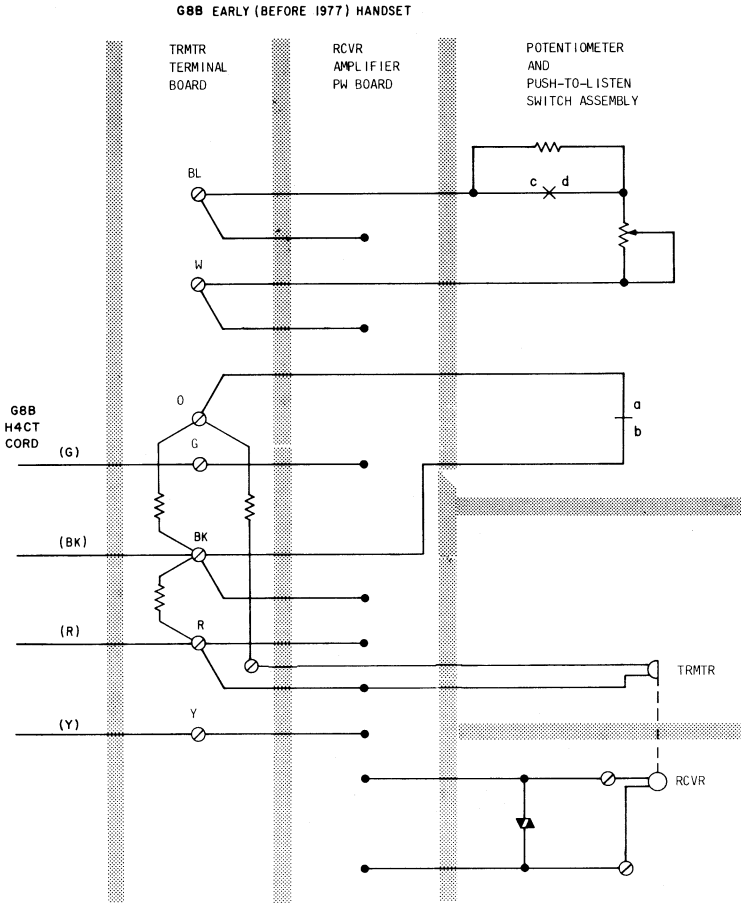 G8B EARLY (BEFORE 1977) HANDSET
TRMTR
TERMINAL
BOARD
RCVR
AMPLIFIER
PW BOARD
POTENTIOMETER
AND
PUSH-TO-LISTEN
SWITCH ASSEMBLY
BL
c d
W
O
a
b
G8B
H4CT
CORD
(G)
G
(BK)
BK
(R)
R
TRMTR
(Y)
Y
RCVR